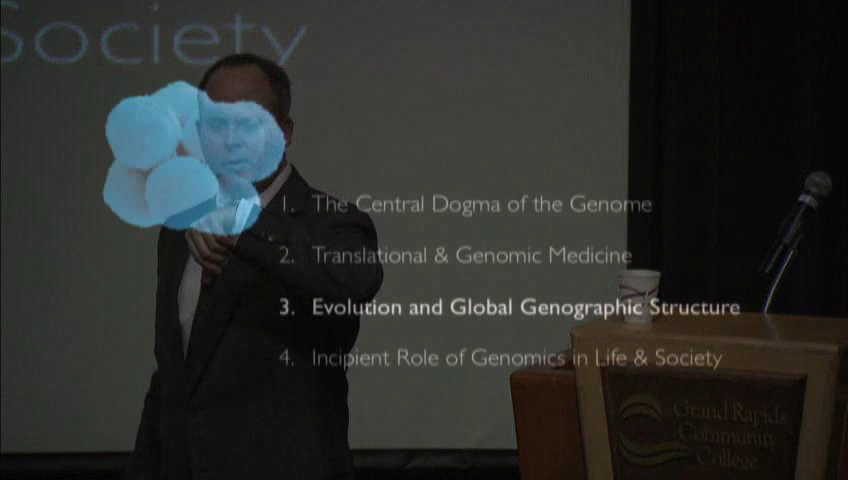 Society
1. The Central Dogma of the Genome
2. Translational & Genomic Medicine
3. Evolution and Global Genographic Structure
4. Incipient Role of Genomics in Life & Society
Grand Rapids
Community
College